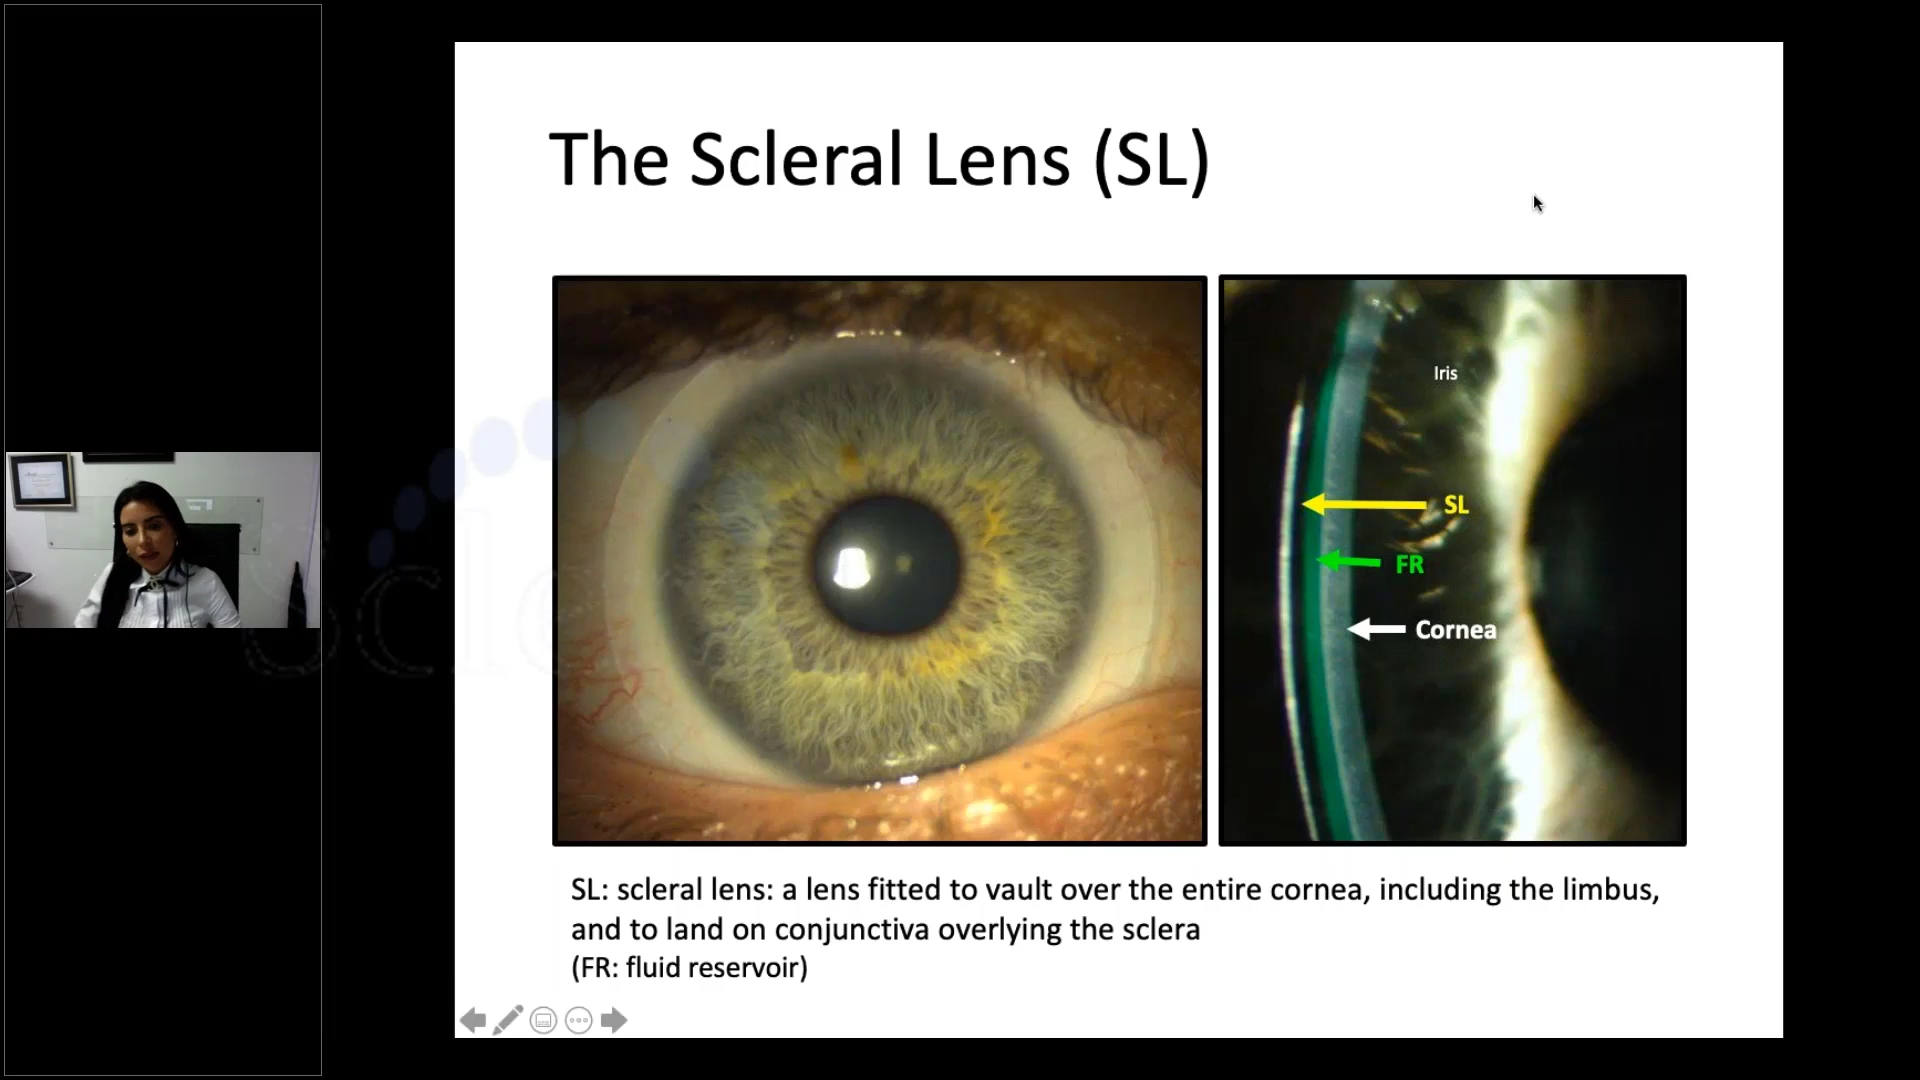 The Scleral Lens (SL)
Iris
SL
FR
Cornea
SL: scleral lens: a lens fitted to vault over the entire cornea, including the limbus,
and to land on conjunctiva overlying the sclera
(FR: fluid reservoir)